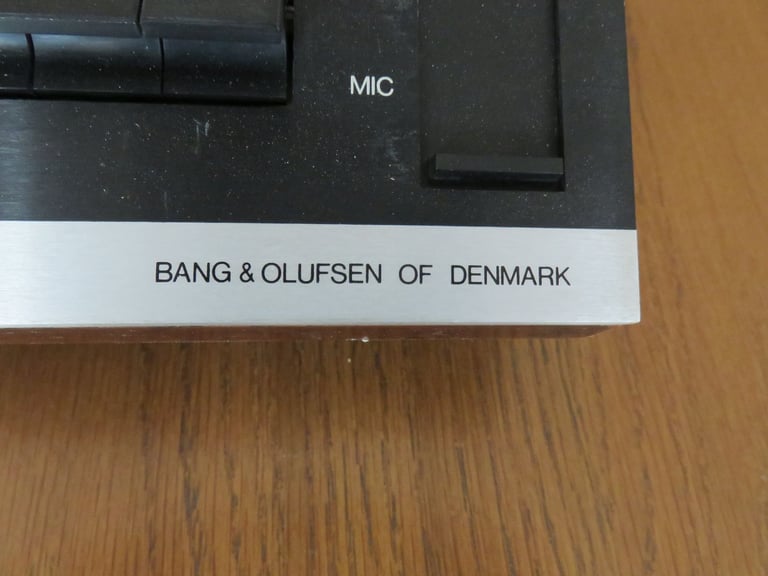 MIC
BANG & OLUFSEN OF DENMARK